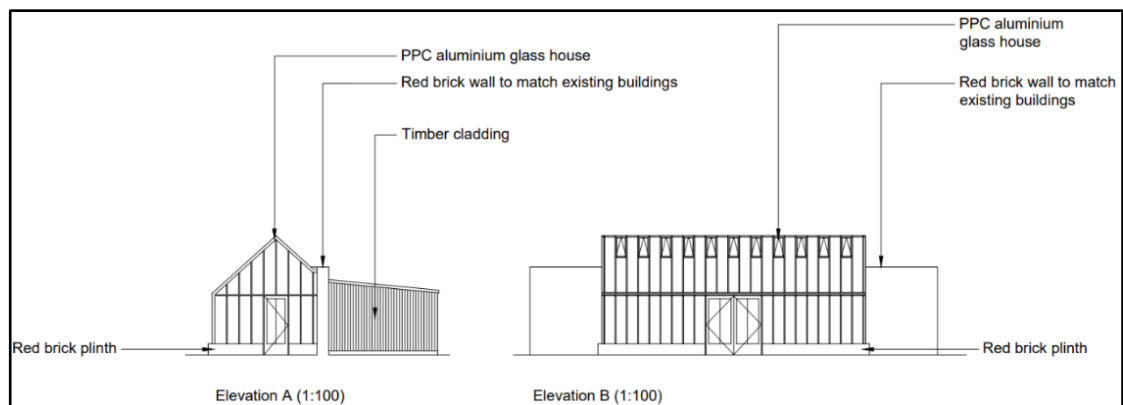 PPC aluminium glass house
Red brick wall to match existing buildings
Timber cladding
Red brick plinth
Elevation A (1:100)
PPC aluminium
glass house
Red brick wall to match
existing buildings
Red brick plinth
Elevation B (1:100)